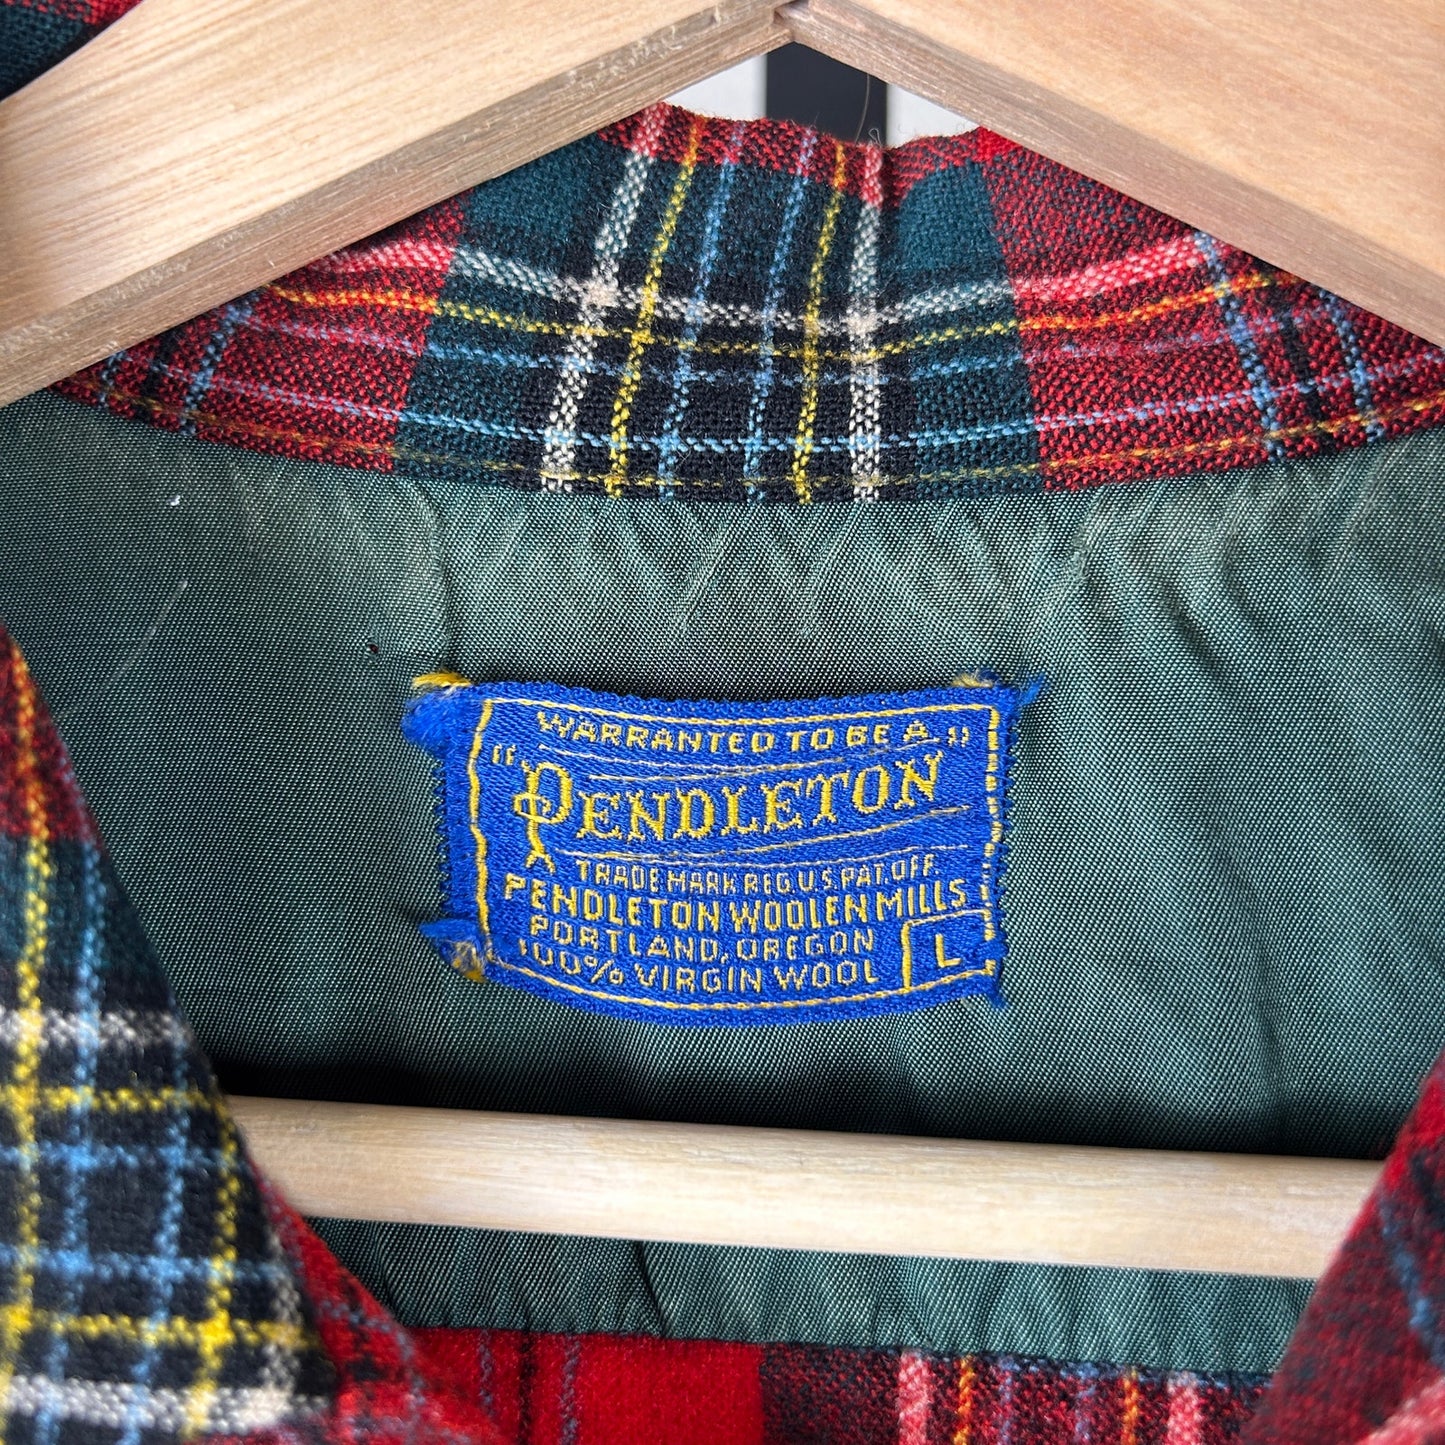 WARRANTED TO BE A
"PENDLETON"
TRADE MARK REG. U.S. PAT. OFF.
PENDLETON WOOLEN MILLS
PORTLAND, OREGON
100% VIRGIN WOOL
L